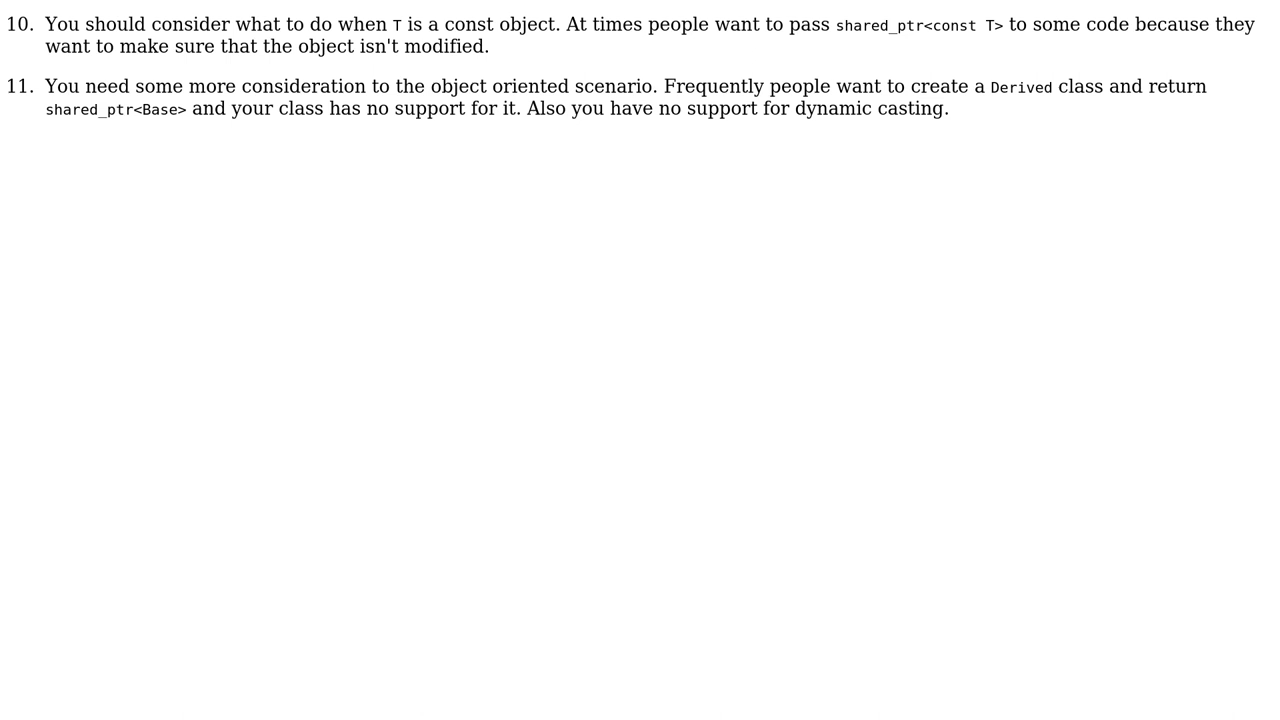 10. You should consider what to do when T is a const object. At times people want to pass shared_ptr<const T> to some code because they
want to make sure that the object isn't modified.
11. You need some more consideration to the object oriented scenario. Frequently people want to create a Derived class and return
shared_ptr<Base> and your class has no support for it. Also you have no support for dynamic casting.